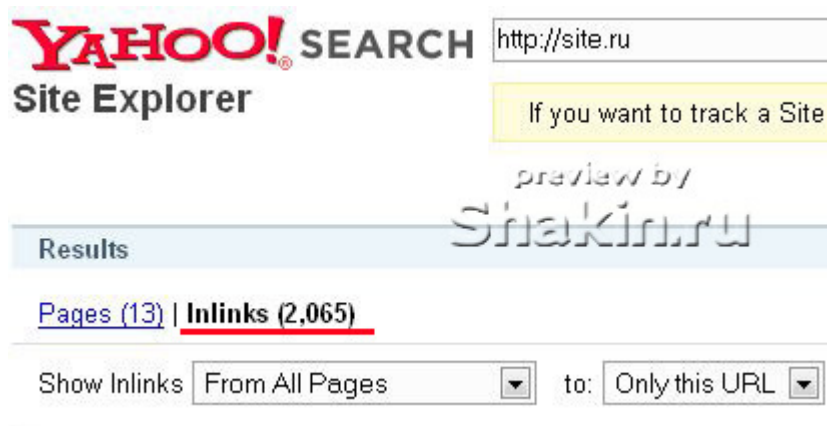 YAHOO!® SEARCH
http://site.ru
Site Explorer
If you want to track a Site
preview by
Shakin.ru
Results
Pages (13) | Inlinks (2,065)
Show Inlinks From All Pages to: Only this URL